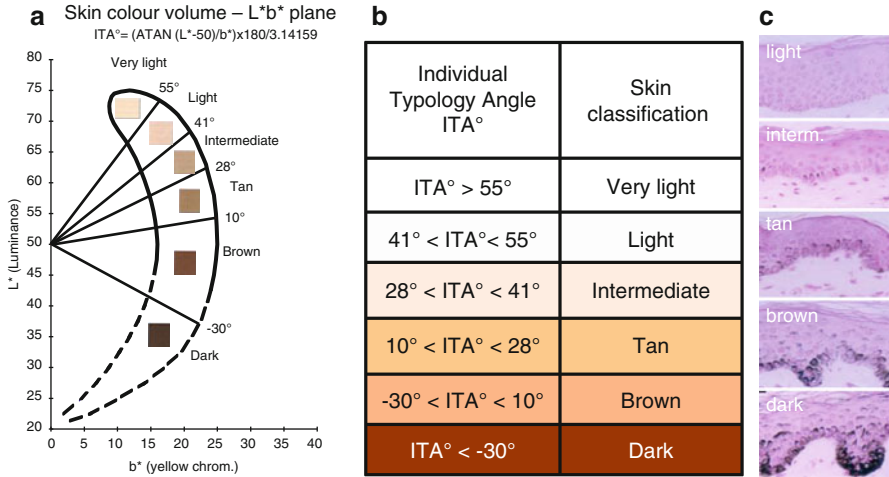 a
Skin colour volume – L*b* plane
ITA°= (ATAN (L*-50)/b*)x180/3.14159
Very light
80
75
70
65
60
55
50
45
40
35
30
25
20
L* (Luminance)
55°
Light
41°
Intermediate
28°
Tan
10°
Brown
-30°
Dark
0 5 10 15 20 25 30 35 40
b* (yellow chrom.)
b
Individual Typology Angle ITA°
Skin classification
ITA° > 55° Very light
41° < ITA°< 55° Light
28° < ITA° < 41° Intermediate
10° < ITA° < 28° Tan
-30° < ITA° < 10° Brown
ITA° < -30° Dark
c
light
interm.
tan
brown
dark